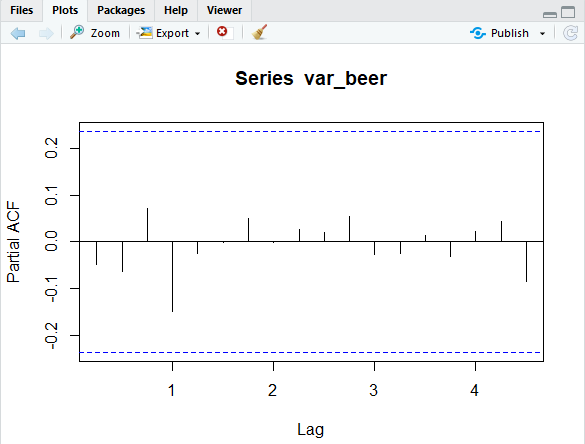 Files Plots Packages Help Viewer
Zoom Export Publish
Series var_beer
Partial ACF
0.2
0.1
0.0
-0.1
-0.2
1 2 3 4
Lag